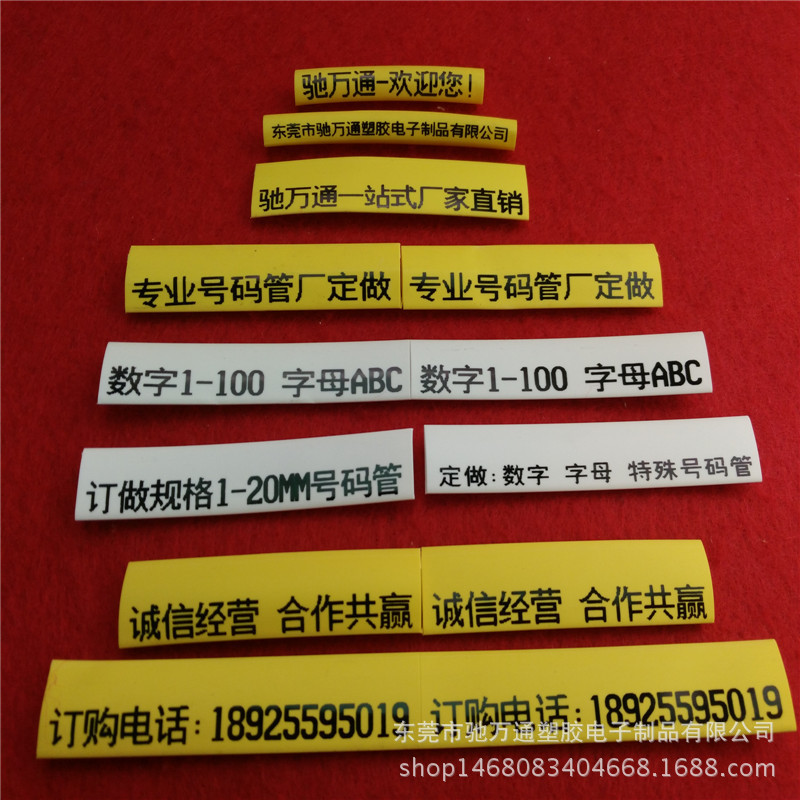 驰万通-欢迎您!
东莞市驰万通塑胶电子制品有限公司
驰万通一站式厂家直销
专业号码管厂定做 专业号码管厂定做
数字1-100 字母ABC 数字1-100 字母ABC
订做规格1-20MM号码管 定做:数字 字母 特殊号码管
诚信经营 合作共赢 诚信经营 合作共赢
订购电话:18925595019 订购电话:18925595019
东莞市驰万通塑胶电子制品有限公司
shop1468083404668.1688.com